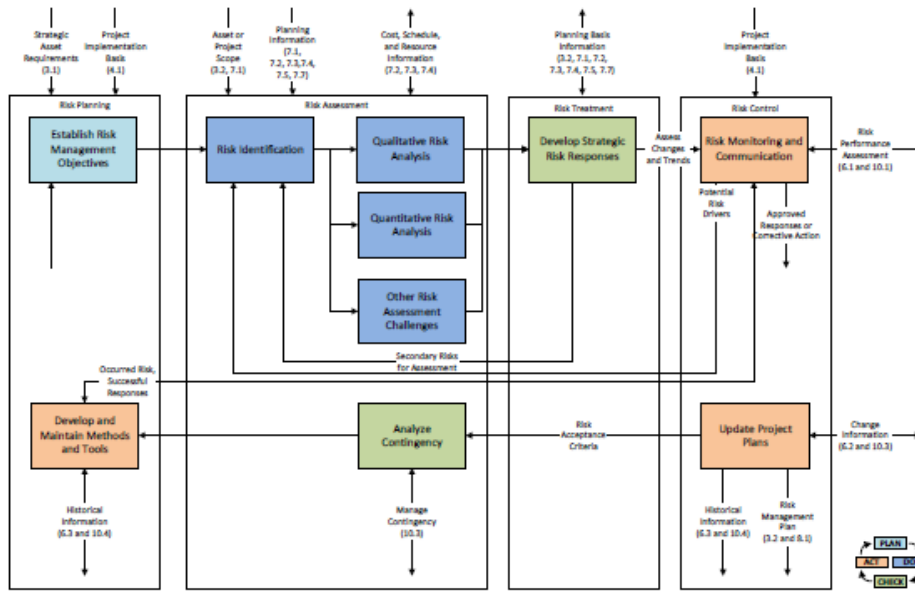 Strategic
Asset
Requirements
(3.1)
Project
Implementation
Basis
(4.1)
Asset or
Project
Scope
(3.2, 7.1)
Planning
Information
(7.1,
7.2, 7.3,7.4,
7.5, 7.7)
Cost, Schedule,
and Resource
Information
(7.2, 7.3, 7.4)
Planning Basis
Information
(3.2, 7.1, 7.2,
7.3, 7.4, 7.5, 7.7)
Project
Implementation
Basis
(4.1)
Risk Planning
Risk Assessment
Risk Treatment
Risk Control
Establish Risk
Management
Objectives
Risk Identification
Qualitative Risk
Analysis
Develop Strategic
Risk Responses
Assess
Changes
and Trends
Risk Monitoring and
Communication
Risk
Performance
Assessment
(6.1 and 10.1)
Quantitative Risk
Analysis
Potential
Risk
Drivers
Approved
Responses or
Corrective Action
Other Risk
Assessment
Challenges
Secondary Risks
for Assessment
Occurred Risk,
Successful
Responses
Develop and
Maintain Methods
and Tools
Analyze
Contingency
Risk
Acceptance
Criteria
Update Project
Plans
Change
Information
(6.2 and 10.3)
Historical
Information
(6.3 and 10.4)
Manage
Contingency
(10.3)
Historical
Information
(6.3 and 10.4)
Risk
Management
Plan
(3.2 and 8.1)
PLAN
ACT
DO
CHECK